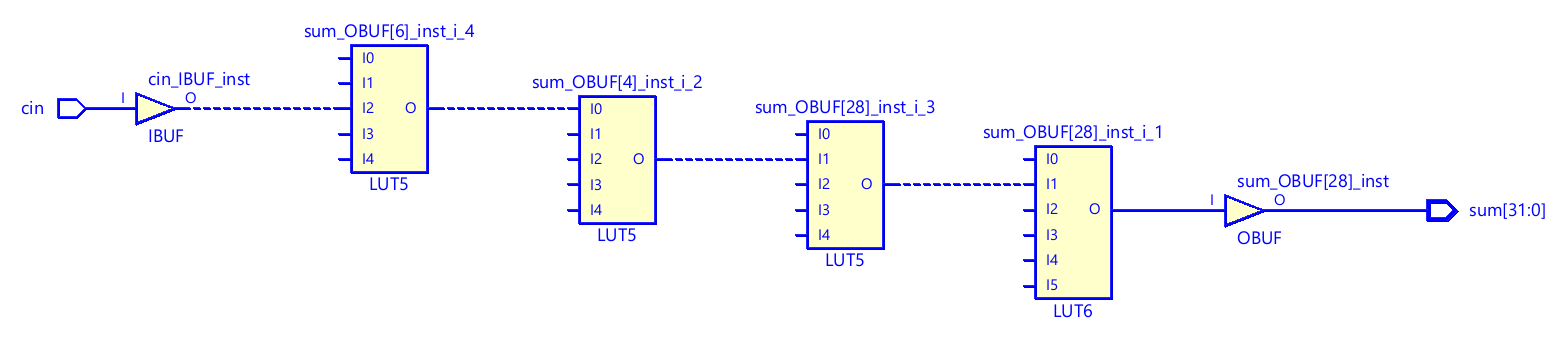 cin
I
cin_IBUF_inst
O
IBUF
sum_OBUF[6]_inst_i_4
I0
I1
I2
I3
I4
O
LUT5
sum_OBUF[4]_inst_i_2
I0
I1
I2
I3
I4
O
LUT5
sum_OBUF[28]_inst_i_3
I0
I1
I2
I3
I4
O
LUT5
sum_OBUF[28]_inst_i_1
I0
I1
I2
I3
I4
I5
O
LUT6
I
sum_OBUF[28]_inst
O
OBUF
sum[31:0]